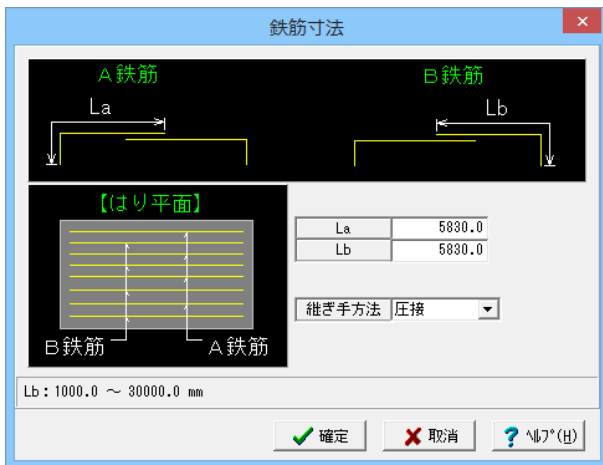 鉄筋寸法
A鉄筋
B鉄筋
La
Lb
【はり平面】
B鉄筋
A鉄筋
La 5830.0
Lb 5830.0
継ぎ手方法 圧接
Lb：1000.0 ～ 30000.0 mm
確定
取消
ﾍﾙﾌﾟ(H)